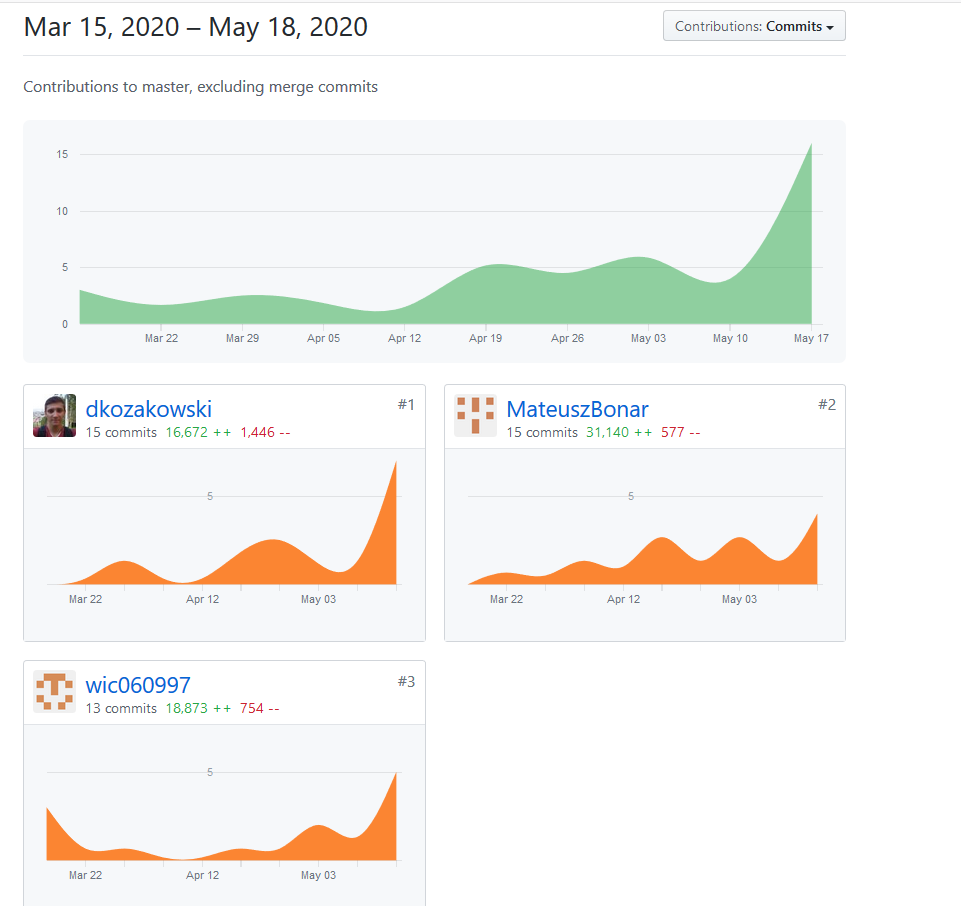 Mar 15, 2020 – May 18, 2020
Contributions: Commits
Contributions to master, excluding merge commits
15
10
5
0
Mar 22 Mar 29 Apr 05 Apr 12 Apr 19 Apr 26 May 03 May 10 May 17
dkozakowski #1
15 commits 16,672 ++ 1,446 --
5
Mar 22 Apr 12 May 03
MateuszBonar #2
15 commits 31,140 ++ 577 --
5
Mar 22 Apr 12 May 03
wic060997 #3
13 commits 18,873 ++ 754 --
5
Mar 22 Apr 12 May 03